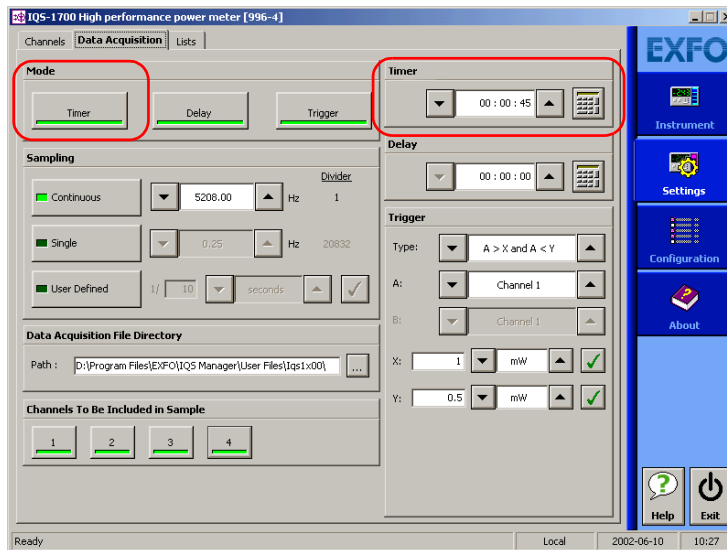 IQS-1700 High performance power meter [996-4]
Channels Data Acquisition Lists
Mode
Timer Delay Trigger
Timer
00 : 00 : 45
Delay
00 : 00 : 00
Sampling
Divider
Continuous 5208.00 Hz 1
Single 0.25 Hz 20832
User Defined 1/ 10 seconds
Trigger
Type: A > X and A < Y
A: Channel 1
B: Channel 1
X: 1 mW
Y: 0.5 mW
Data Acquisition File Directory
Path : D:\Program Files\EXFO\IQS Manager\User Files\Iqs1x00\ ...
Channels To Be Included in Sample
1 2 3 4
EXFO
Instrument
Settings
Configuration
About
Help Exit
Ready Local 2002-06-10 10:27